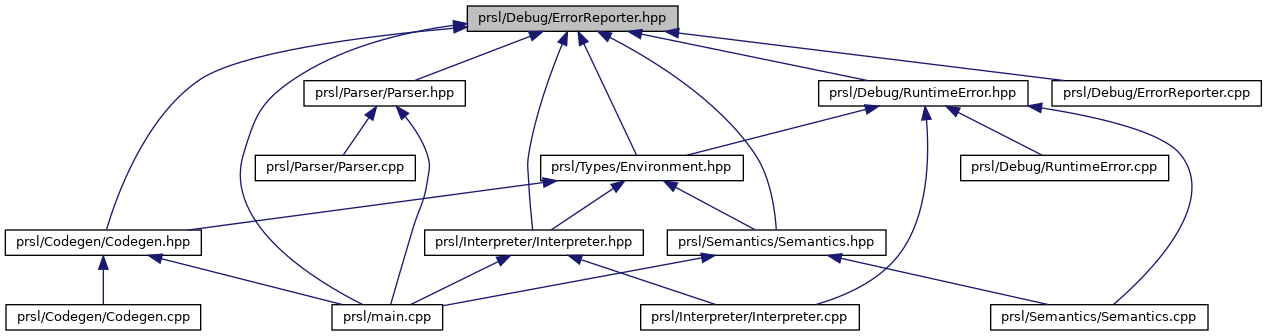 prsl/Debug/ErrorReporter.hpp
prsl/Parser/Parser.hpp
prsl/Debug/RuntimeError.hpp
prsl/Debug/ErrorReporter.cpp
prsl/Parser/Parser.cpp
prsl/Types/Environment.hpp
prsl/Debug/RuntimeError.cpp
prsl/Codegen/Codegen.hpp
prsl/Interpreter/Interpreter.hpp
prsl/Semantics/Semantics.hpp
prsl/Codegen/Codegen.cpp
prsl/main.cpp
prsl/Interpreter/Interpreter.cpp
prsl/Semantics/Semantics.cpp